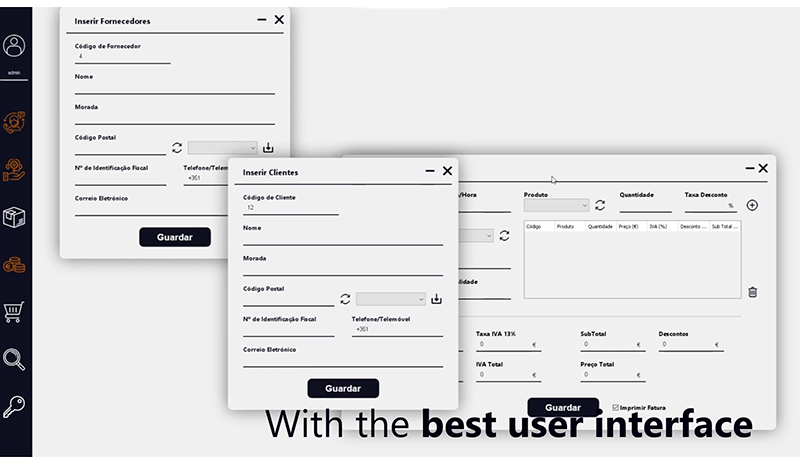 admin
Inserir Fornecedores
Código de Fornecedor
4
Nome
Morada
Código Postal
Nº de Identificação Fiscal
Telefone/Telemó
+351
Correio Eletrónico
Guardar
Inserir Clientes
Código de Cliente
12
Nome
Morada
Código Postal
Nº de Identificação Fiscal
Telefone/Telemóvel
+351
Correio Eletrónico
Guardar
/Hora
Produto
Quantidade
Taxa Desconto
%
Código Produto Quantidade Preço (€) IVA (%) Desconto ... Sub Total ...
alidade
Taxa IVA 13%
0 €
SubTotal
0 €
Descontos
0 €
IVA Total
0 €
Preço Total
0 €
Guardar
Imprimir Fatura
With the best user interface